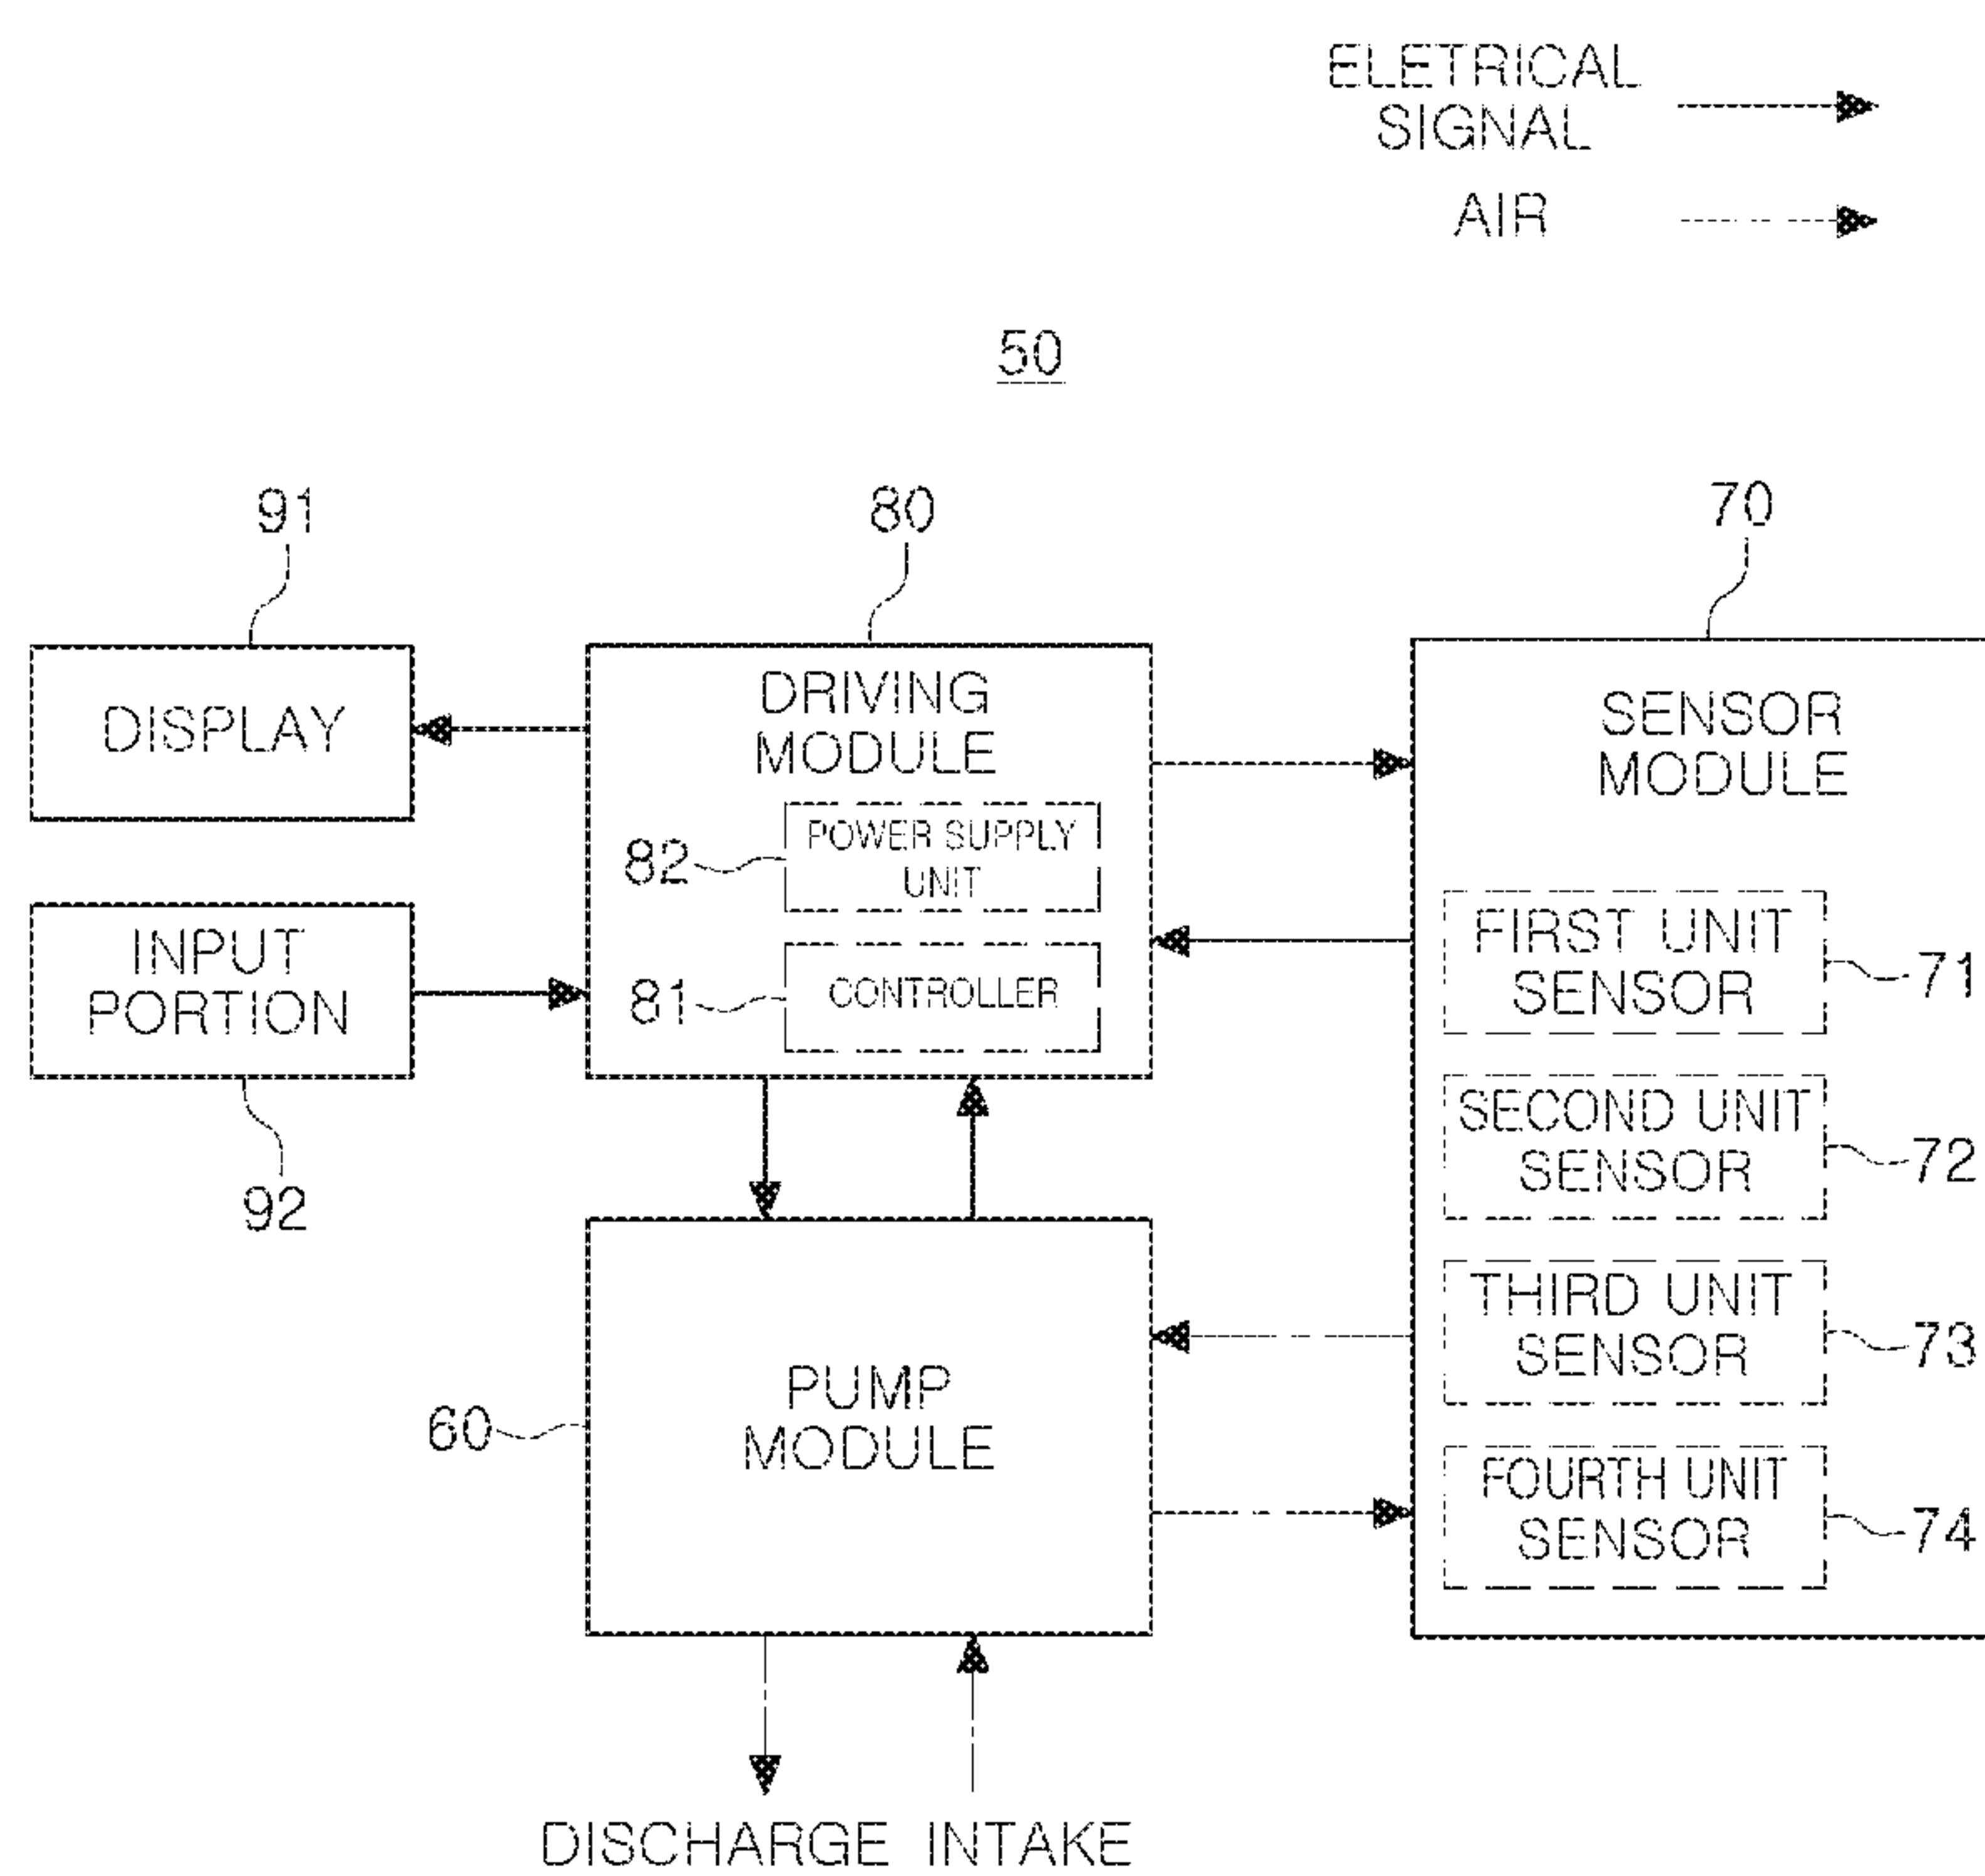 ELETRICAL
SIGNAL
AIR
50
91
80
70
DISPLAY
DRIVING
MODULE
SENSOR
MODULE
82
POWER SUPPLY
UNIT
INPUT
PORTION
81
CONTROLLER
FIRST UNIT
SENSOR
71
92
SECOND UNIT
SENSOR
72
THIRD UNIT
SENSOR
73
60
PUMP
MODULE
FOURTH UNIT
SENSOR
74
DISCHARGE INTAKE